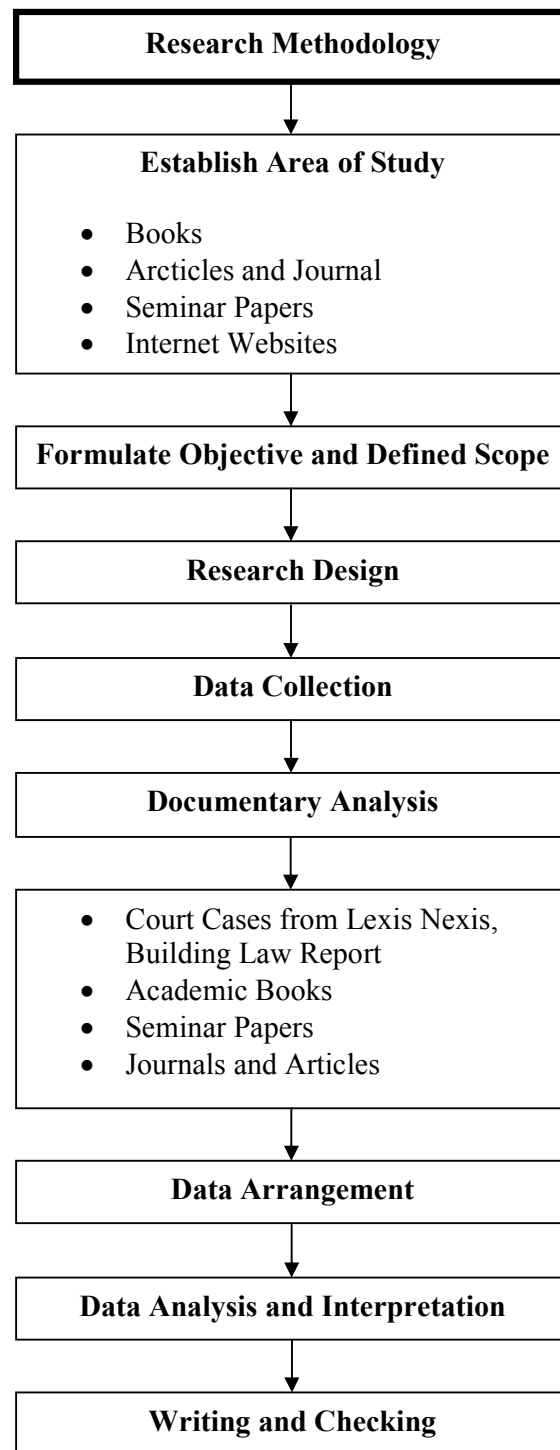 Research Methodology
Establish Area of Study
• Books
• Arcticles and Journal
• Seminar Papers
• Internet Websites
Formulate Objective and Defined Scope
Research Design
Data Collection
Documentary Analysis
• Court Cases from Lexis Nexis,
Building Law Report
• Academic Books
• Seminar Papers
• Journals and Articles
Data Arrangement
Data Analysis and Interpretation
Writing and Checking